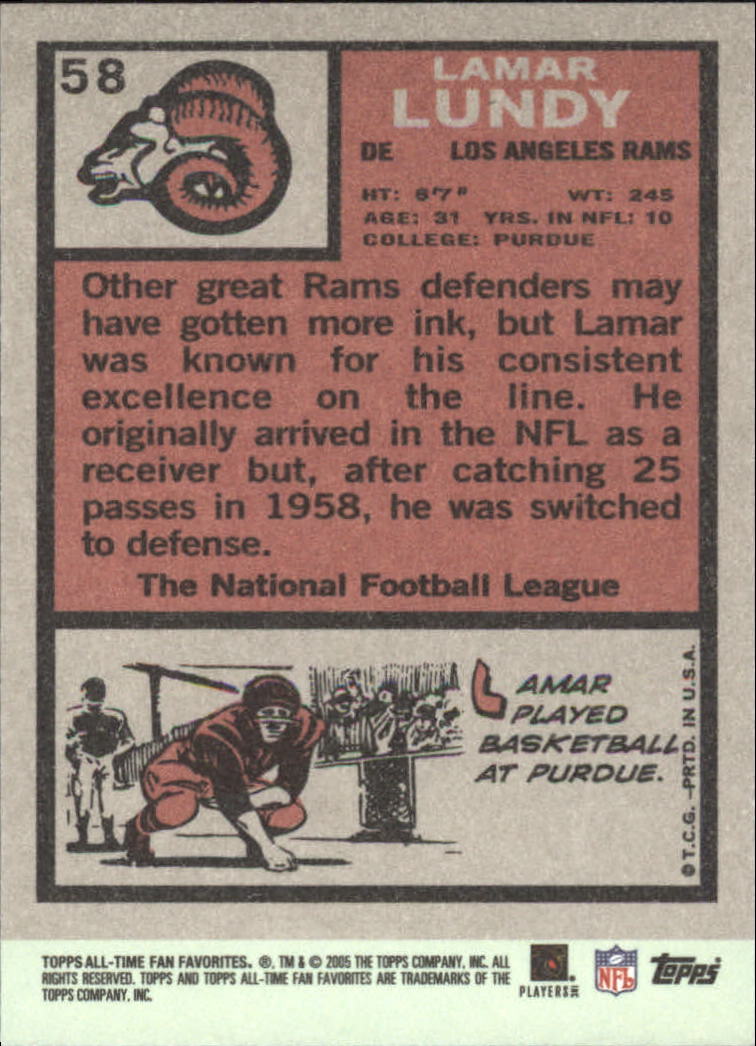 58
LAMAR
LUNDY
DE LOS ANGELES RAMS
HT: 6'7" WT: 245
AGE: 31 YRS. IN NFL: 10
COLLEGE: PURDUE
Other great Rams defenders may
have gotten more ink, but Lamar
was known for his consistent
excellence on the line. He
originally arrived in the NFL as a
receiver but, after catching 25
passes in 1958, he was switched
to defense.
The National Football League
LAMAR
PLAYED
BASKETBALL
AT PURDUE.
© T.C.G. —PRTD. IN U.S.A.
TOPPS ALL-TIME FAN FAVORITES. ®, TM & © 2005 THE TOPPS COMPANY, INC. ALL
RIGHTS RESERVED. TOPPS AND TOPPS ALL-TIME FAN FAVORITES ARE TRADEMARKS OF THE
TOPPS COMPANY, INC.
PLAYERS INC
NFL
Topps